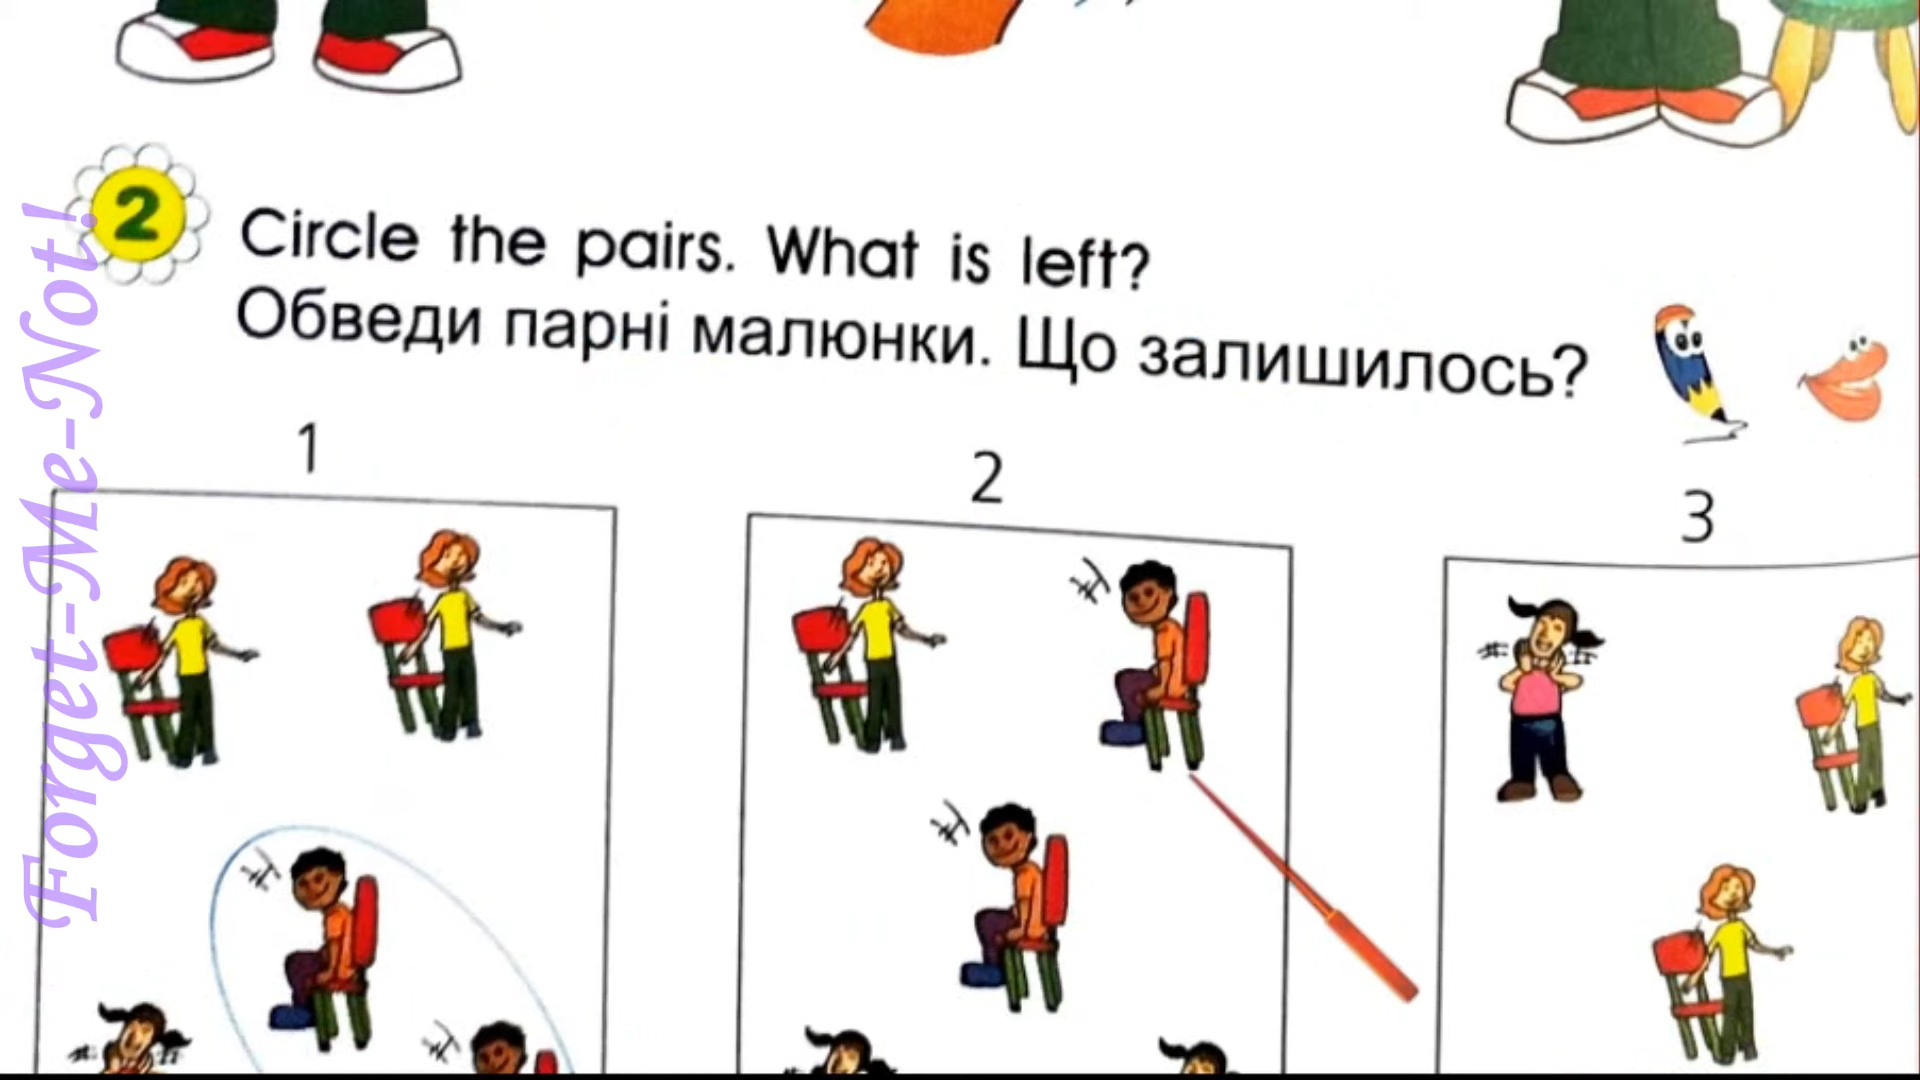 2
Circle the pairs. What is left?
Обведи парні малюнки. Що залишилось?
1
2
3
Forget-Me-Not!